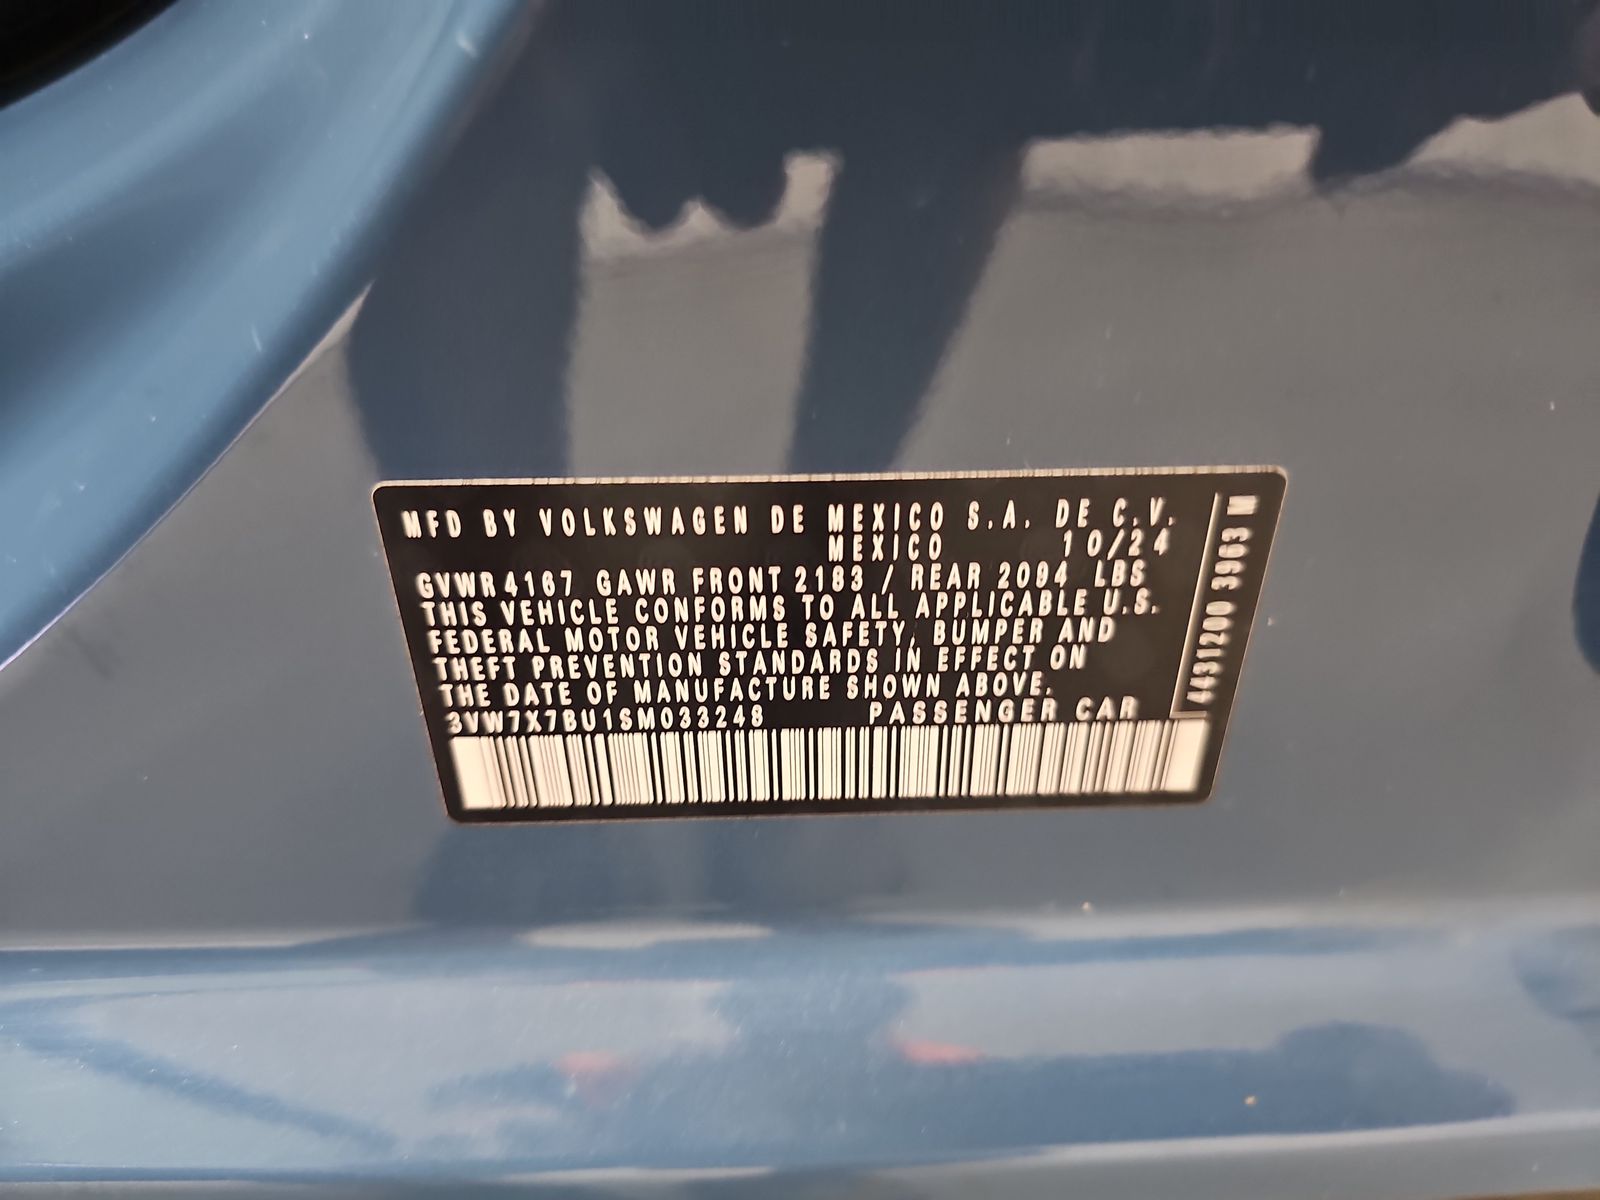 MFD BY VOLKSWAGEN DE MEXICO S.A. DE C.V.
MEXICO 10/24
GVWR 4167 GAWR FRONT 2183 / REAR 2094 LBS
THIS VEHICLE CONFORMS TO ALL APPLICABLE U.S.
FEDERAL MOTOR VEHICLE SAFETY, BUMPER AND
THEFT PREVENTION STANDARDS IN EFFECT ON
THE DATE OF MANUFACTURE SHOWN ABOVE.
3VW7X7BU1SM033248 PASSENGER CAR
4431200 3963 M